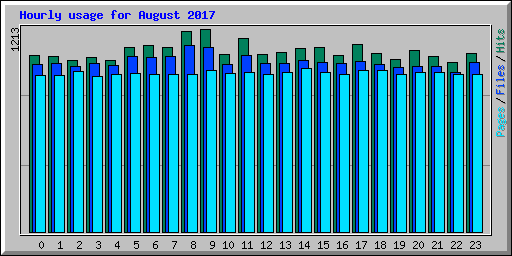 Hourly usage for August 2017
1213
Pages / Files / Hits
0 1 2 3 4 5 6 7 8 9 10 11 12 13 14 15 16 17 18 19 20 21 22 23